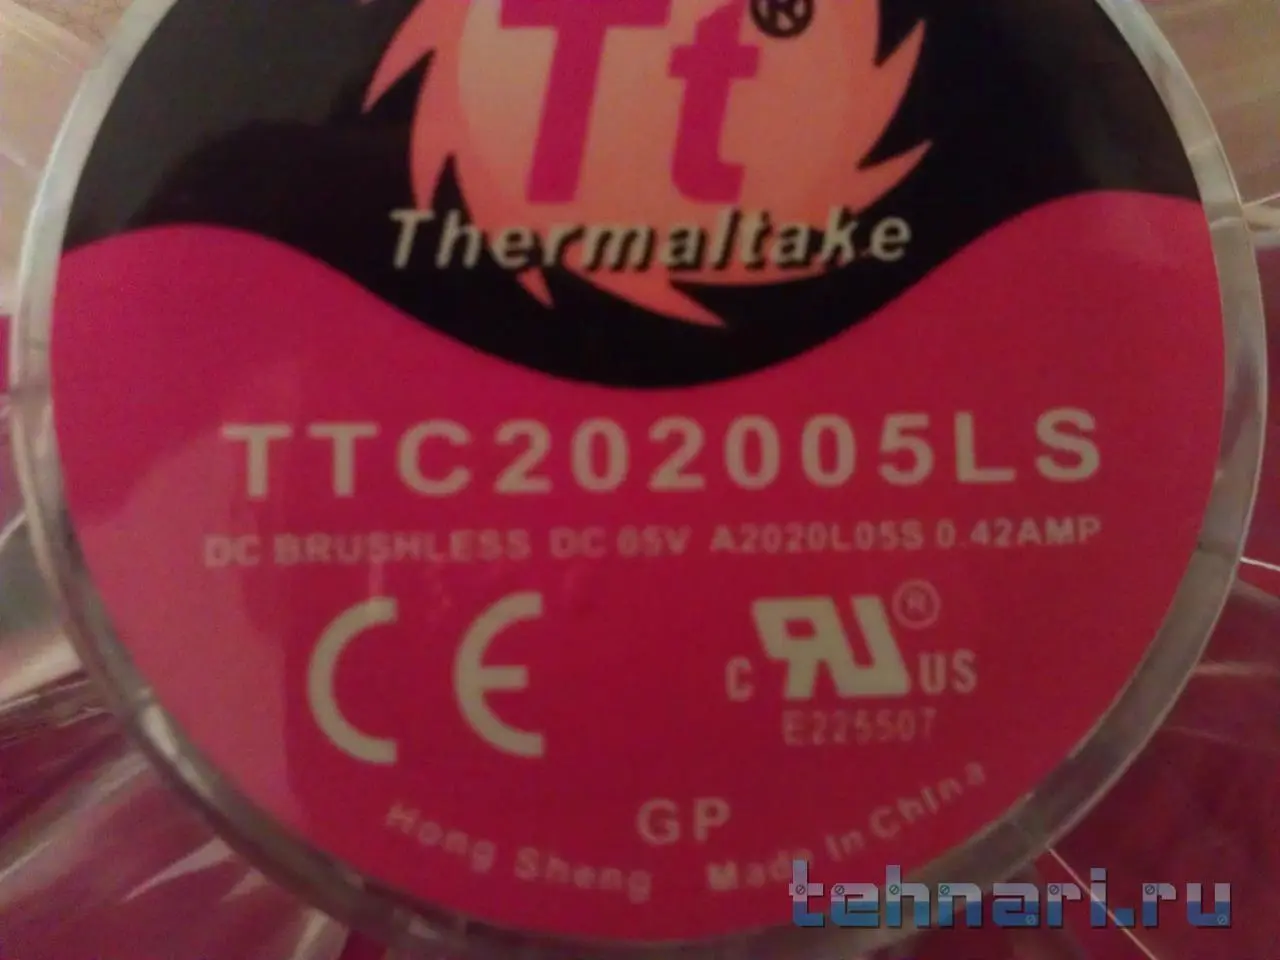 Tt®
Thermaltake
TTC202005LS
DC BRUSHLESS DC 05V A2020L05S 0.42AMP
CE
c RU ® US
E225507
GP
Hong Sheng Made In China
tehnari.ru